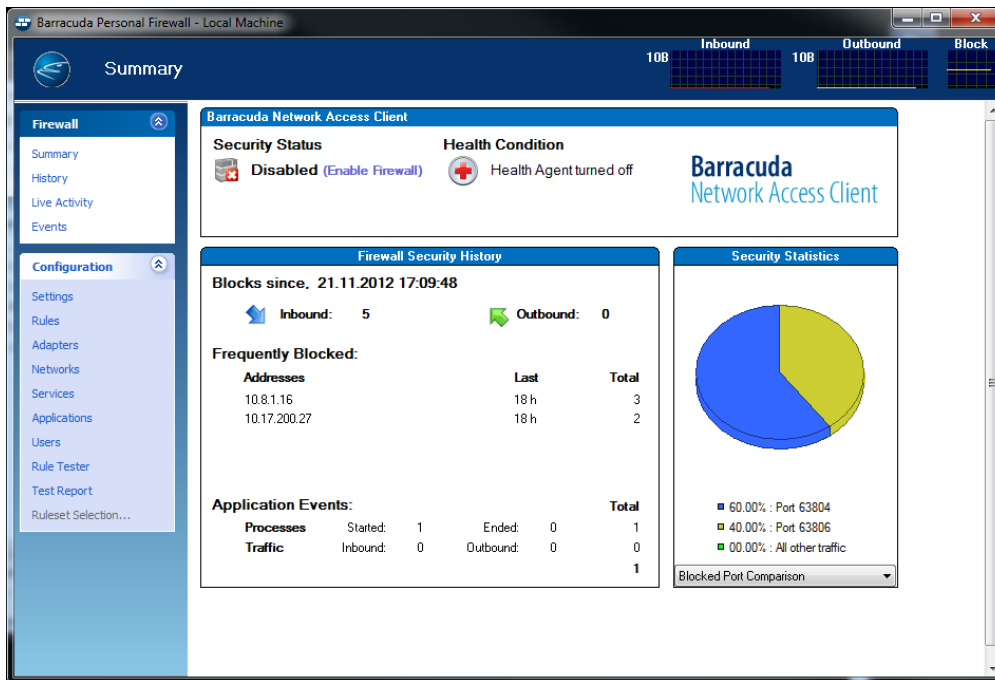 Barracuda Personal Firewall - Local Machine
Summary
Inbound
10B
Outbound
10B
Block
Firewall
Summary
History
Live Activity
Events
Configuration
Settings
Rules
Adapters
Networks
Services
Applications
Users
Rule Tester
Test Report
Ruleset Selection...
Barracuda Network Access Client
Security Status
Disabled (Enable Firewall)
Health Condition
Health Agent turned off
Barracuda
Network Access Client
Firewall Security History
Blocks since, 21.11.2012 17:09:48
Inbound: 5 Outbound: 0
Frequently Blocked:
Addresses Last Total
10.8.1.16 18 h 3
10.17.200.27 18 h 2
Application Events: Total
Processes Started: 1 Ended: 0 1
Traffic Inbound: 0 Outbound: 0 0
1
Security Statistics
60.00% : Port 63804
40.00% : Port 63806
00.00% : All other traffic
Blocked Port Comparison